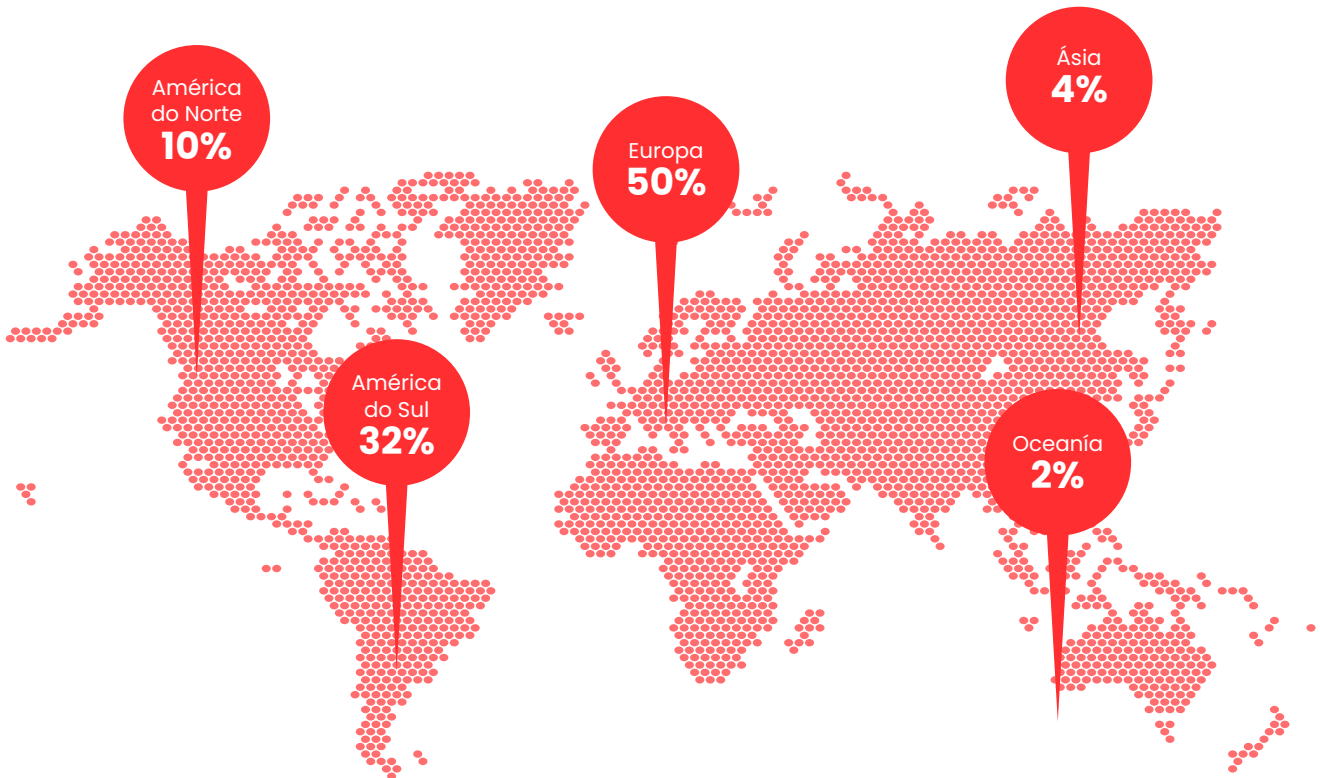 América
do Norte
10%
América
do Sul
32%
Europa
50%
Ásia
4%
Oceanía
2%